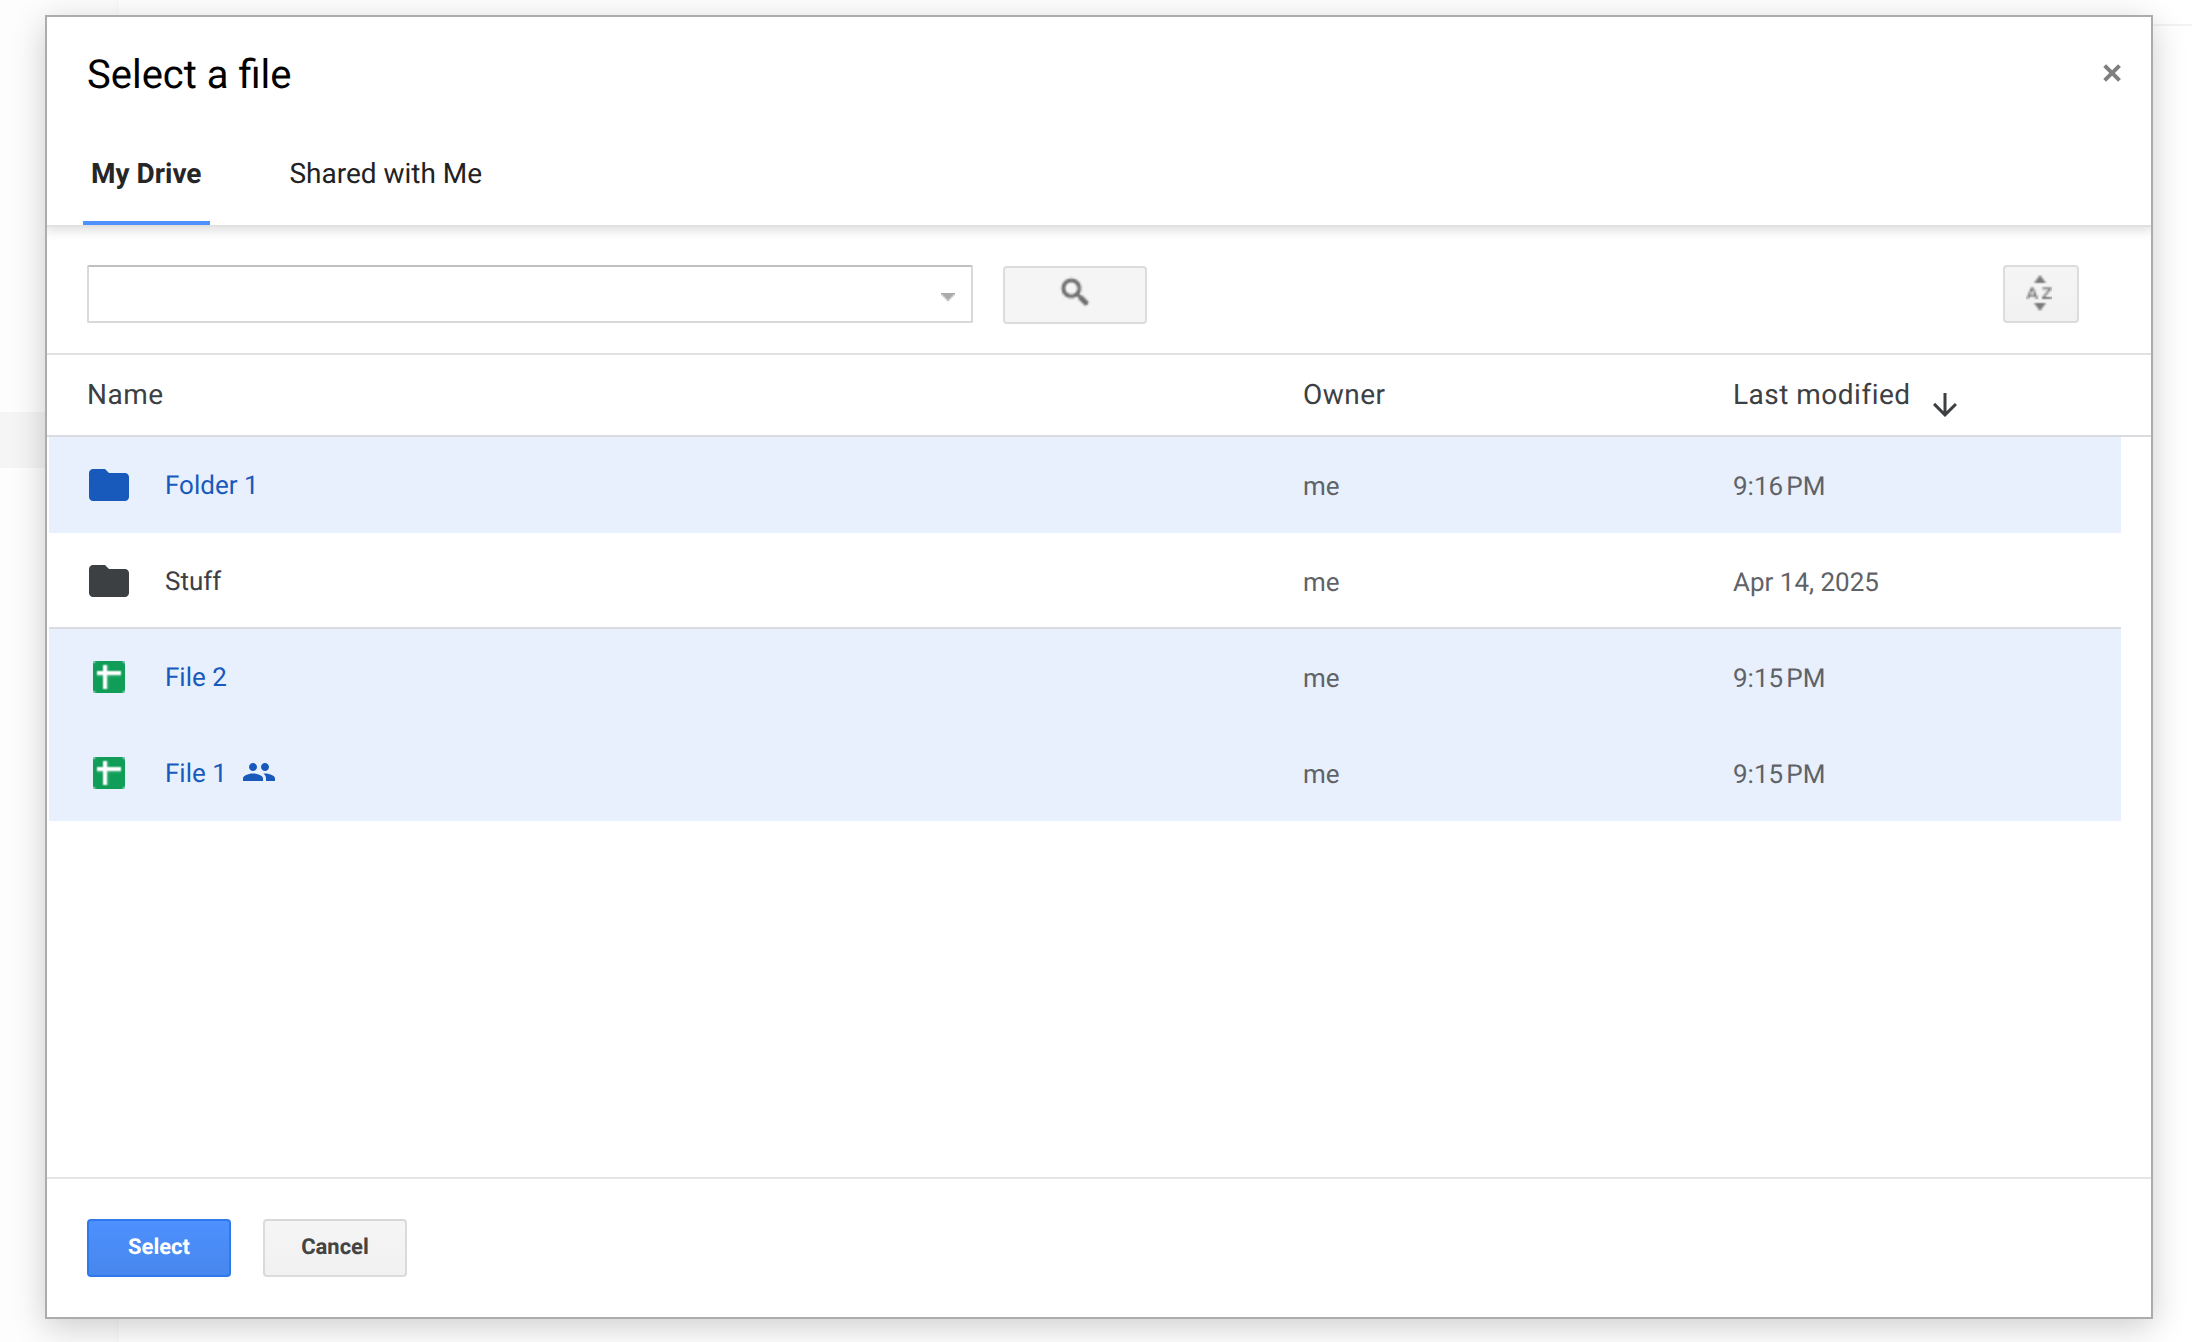 Select a file
My Drive Shared with Me
AZ
Name Owner Last modified
Folder 1 me 9:16 PM
Stuff me Apr 14, 2025
File 2 me 9:15 PM
File 1 me 9:15 PM
Select Cancel